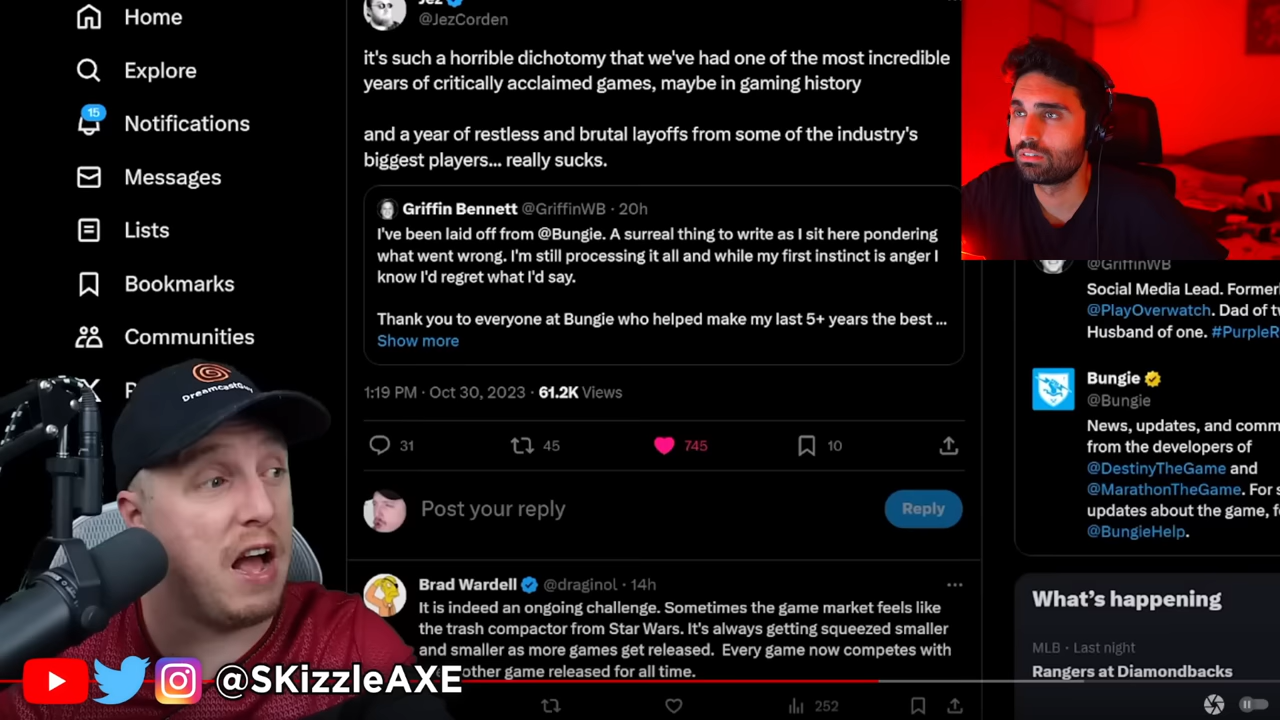 Home
Explore
15
Notifications
Messages
Lists
Bookmarks
Communities
Jez
@JezCorden
it's such a horrible dichotomy that we've had one of the most incredible
years of critically acclaimed games, maybe in gaming history
and a year of restless and brutal layoffs from some of the industry's
biggest players... really sucks.
Griffin Bennett @GriffinWB · 20h
I've been laid off from @Bungie. A surreal thing to write as I sit here pondering
what went wrong. I'm still processing it all and while my first instinct is anger I
know I'd regret what I'd say.
Thank you to everyone at Bungie who helped make my last 5+ years the best ...
Show more
1:19 PM · Oct 30, 2023 · 61.2K Views
31 45 745 10
Post your reply
Reply
Brad Wardell @draginol · 14h
It is indeed an ongoing challenge. Sometimes the game market feels like
the trash compactor from Star Wars. It's always getting squeezed smaller
and smaller as more games get released. Every game now competes with
other game released for all time.
252
@GriffinWB
Social Media Lead. Former
@PlayOverwatch. Dad of
Husband of one.
Bungie
@Bungie
News, updates, and
from the developers of
@DestinyTheGame and
@MarathonTheGame. For
updates about the game,
@BungieHelp.
What's happening
MLB · Last night
Rangers at Diamondbacks
DreamcastGuy
@SKizzleAXE